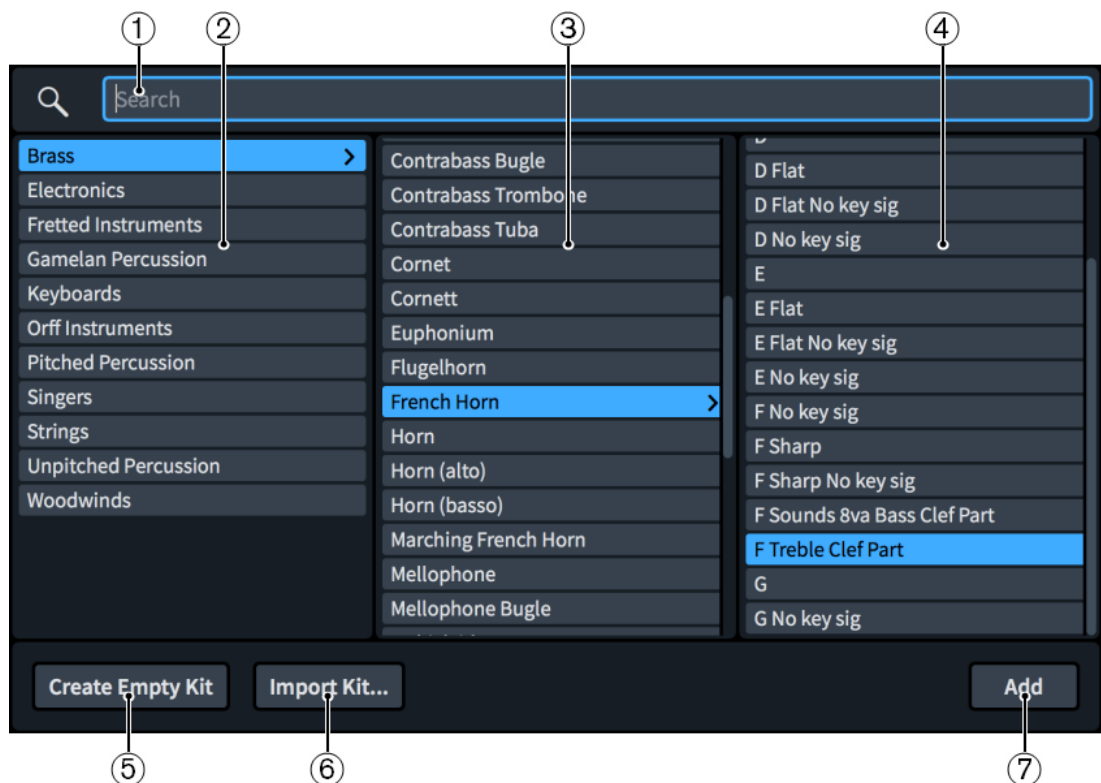 ① ② ③ ④
Search
Brass
Electronics
Fretted Instruments
Gamelan Percussion
Keyboards
Orff Instruments
Pitched Percussion
Singers
Strings
Unpitched Percussion
Woodwinds
Contrabass Bugle
Contrabass Trombone
Contrabass Tuba
Cornet
Cornett
Euphonium
Flugelhorn
French Horn
Horn
Horn (alto)
Horn (basso)
Marching French Horn
Mellophone
Mellophone Bugle
D Flat
D Flat No key sig
D No key sig
E
E Flat
E Flat No key sig
E No key sig
F No key sig
F Sharp
F Sharp No key sig
F Sounds 8va Bass Clef Part
F Treble Clef Part
G
G No key sig
Create Empty Kit
Import Kit...
Add
⑤ ⑥ ⑦